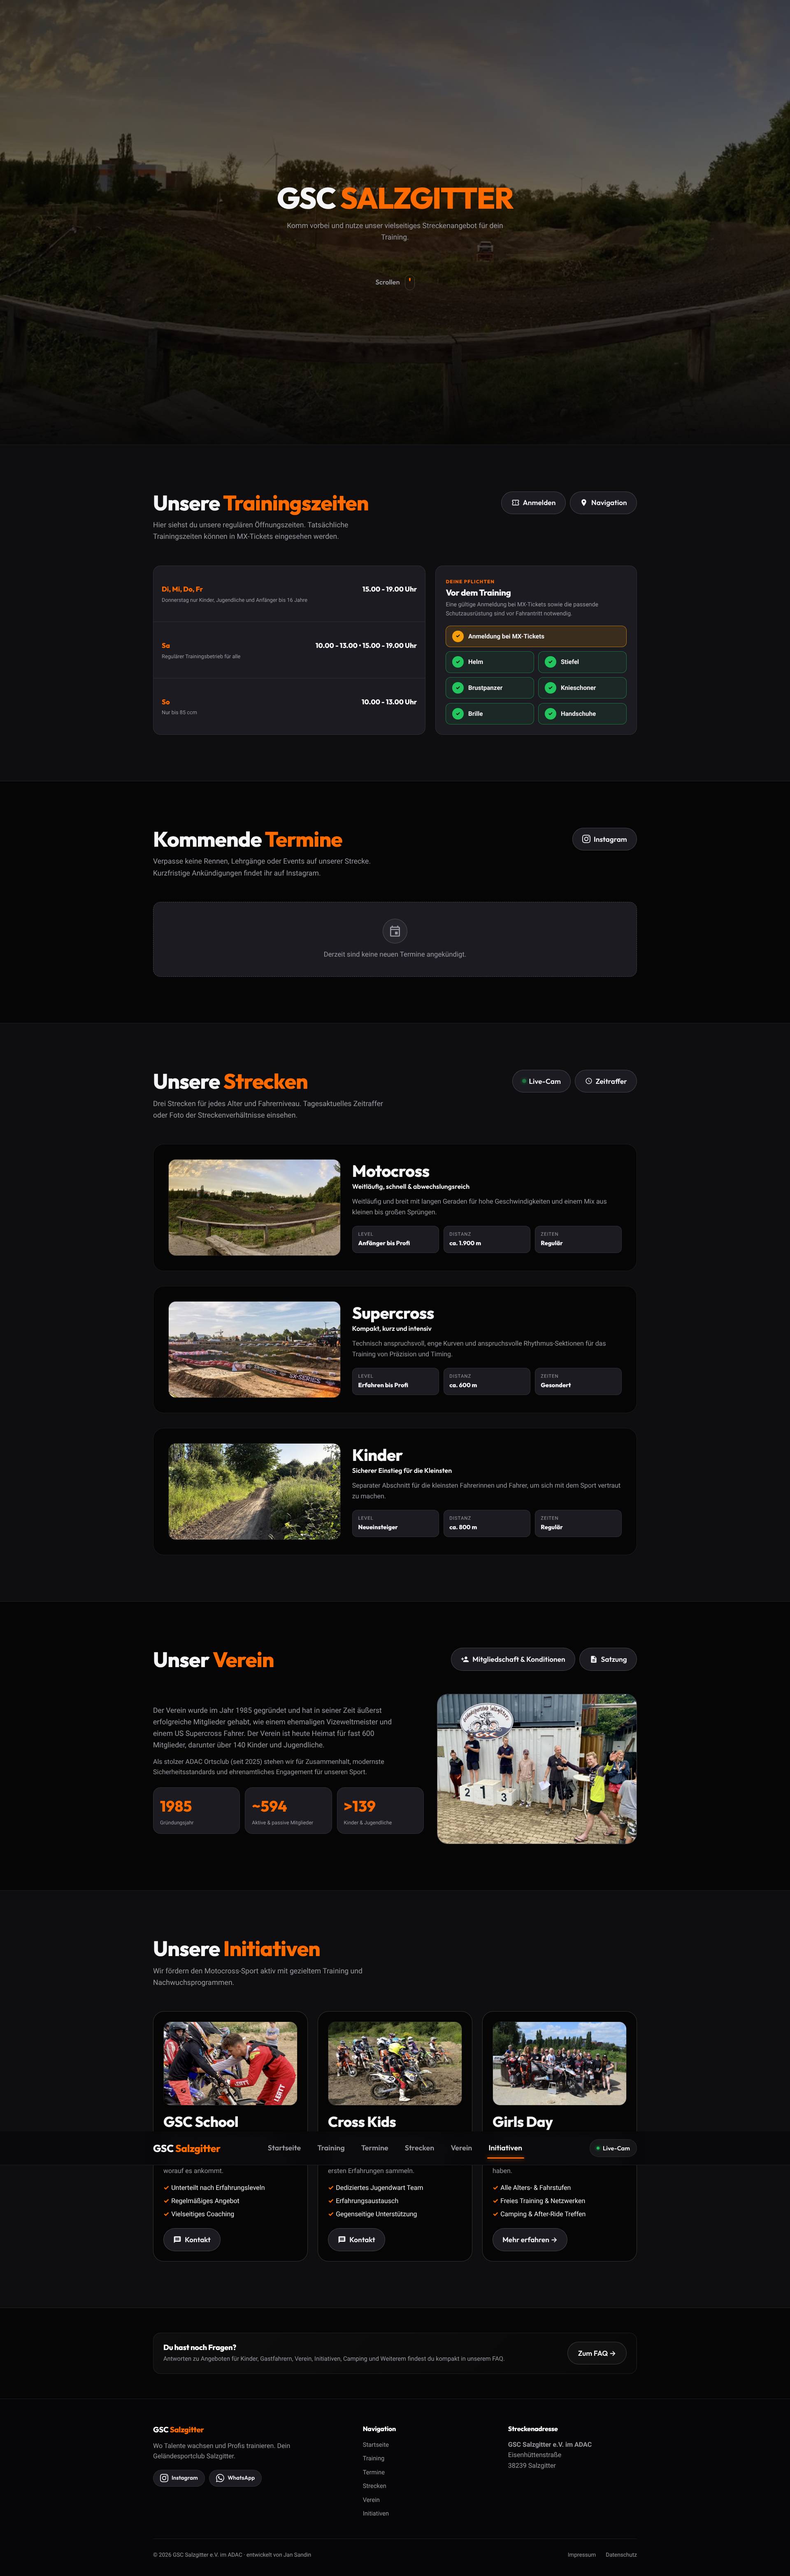 GSC SALZGITTER
Komm vorbei und nutze unser vielseitiges Streckenangebot für dein
Training.
Scrollen
Unsere Trainingszeiten
Hier siehst du unsere regulären Öffnungszeiten. Tatsächliche
Trainingszeiten können in MX-Tickets eingesehen werden.
Anmelden
Navigation
Di, Mi, Do, Fr
15.00 - 19.00 Uhr
Donnerstag nur Kinder, Jugendliche und Anfänger bis 16 Jahre
Sa
10.00 - 13.00 • 15.00 - 19.00 Uhr
Regulärer Trainingsbetrieb für alle
So
10.00 - 13.00 Uhr
Nur bis 85 ccm
DEINE PFLICHTEN
Vor dem Training
Eine gültige Anmeldung bei MX-Tickets sowie die passende
Schutzausrüstung sind vor Fahrantritt notwendig.
Anmeldung bei MX-Tickets
Helm
Stiefel
Brustpanzer
Knieschoner
Brille
Handschuhe
Kommende Termine
Verpasse keine Rennen, Lehrgänge oder Events auf unserer Strecke.
Kurzfristige Ankündigungen findet ihr auf Instagram.
Instagram
Derzeit sind keine neuen Termine angekündigt.
Unsere Strecken
Drei Strecken für jedes Alter und Fahrerniveau. Tagesaktuelles Zeitraffer
oder Foto der Streckenverhältnisse einsehen.
Live-Cam
Zeitraffer
Motocross
Weitläufig, schnell & abwechslungsreich
Weitläufig und breit mit langen Geraden für hohe Geschwindigkeiten und einem Mix aus
kleinen bis großen Sprüngen.
LEVEL
Anfänger bis Profi
DISTANZ
ca. 1.900 m
ZEITEN
Regulär
Supercross
Kompakt, kurz und intensiv
Technisch anspruchsvoll, enge Kurven und anspruchsvolle Rhythmus-Sektionen für das
Training von Präzision und Timing.
LEVEL
Erfahren bis Profi
DISTANZ
ca. 600 m
ZEITEN
Gesondert
Kinder
Sicherer Einstieg für die Kleinsten
Separater Abschnitt für die kleinsten Fahrerinnen und Fahrer, um sich mit dem Sport vertraut
zu machen.
LEVEL
Neueinsteiger
DISTANZ
ca. 800 m
ZEITEN
Regulär
Unser Verein
Mitgliedschaft & Konditionen
Satzung
Der Verein wurde im Jahr 1985 gegründet und hat in seiner Zeit äußerst
erfolgreiche Mitglieder gehabt, wie einem ehemaligen Vizeweltmeister und
einem US Supercross Fahrer. Der Verein ist heute Heimat für fast 600
Mitglieder, darunter über 140 Kinder und Jugendliche.
Als stolzer ADAC Ortsclub (seit 2025) stehen wir für Zusammenhalt, modernste
Sicherheitsstandards und ehrenamtliches Engagement für unseren Sport.
1985
Gründungsjahr
~594
Aktive & passive Mitglieder
>139
Kinder & Jugendliche
2 1 3
Unsere Initiativen
Wir fördern den Motocross-Sport aktiv mit gezieltem Training und
Nachwuchsprogrammen.
GSC School
Cross Kids
Girls Day
GSC Salzgitter
Startseite
Training
Termine
Strecken
Verein
Initiativen
Live-Cam
worauf es ankommt.
ersten Erfahrungen sammeln.
haben.
Unterteilt nach Erfahrungsleveln
Regelmäßiges Angebot
Vielseitiges Coaching
Kontakt
Dediziertes Jugendwart Team
Erfahrungsaustausch
Gegenseitige Unterstützung
Kontakt
Alle Alters- & Fahrstufen
Freies Training & Netzwerken
Camping & After-Ride Treffen
Mehr erfahren →
Du hast noch Fragen?
Antworten zu Angeboten für Kinder, Gastfahrern, Verein, Initiativen, Camping und Weiterem findest du kompakt in unserem FAQ.
Zum FAQ →
GSC Salzgitter
Wo Talente wachsen und Profis trainieren. Dein
Geländesportclub Salzgitter.
Instagram
WhatsApp
Navigation
Startseite
Training
Termine
Strecken
Verein
Initiativen
Streckenadresse
GSC Salzgitter e.V. im ADAC
Eisenhüttenstraße
38239 Salzgitter
© 2026 GSC Salzgitter e.V. im ADAC · entwickelt von Jan Sandin
Impressum
Datenschutz